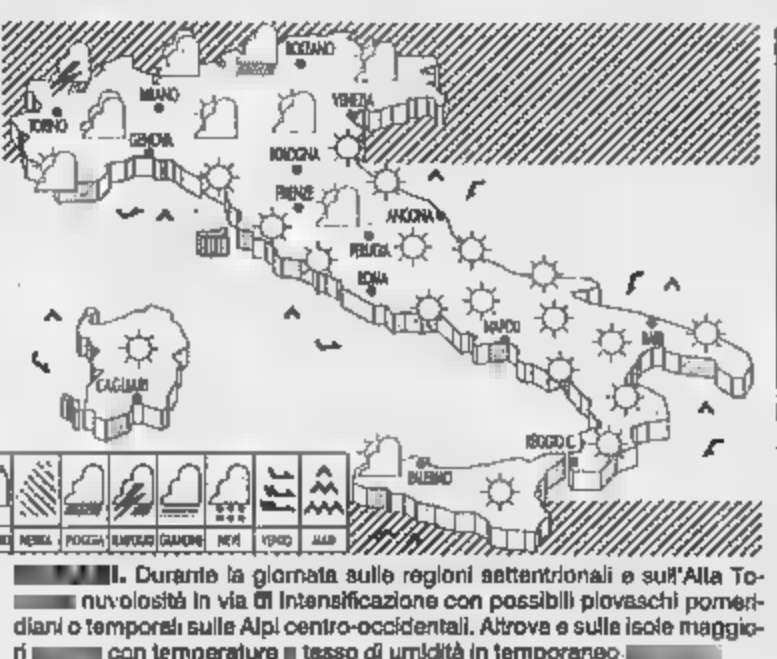 BOLZANO
MILANO
VENEZIA
TORINO
GENOVA
BOLOGNA
FIRENZE
ANCONA
PERUGIA
ROMA
NAPOLI
BARI
CAGLIARI
REGGIO C.
PALERMO
NEBBIA PIOGGIA GRANDINE NEVE VENTO MARI
I. Durante la giornata sulle regioni settentrionali e sull'Alta To-
nuvolosità in via di intensificazione con possibili piovaschi pomeri-
diani o temporali sulle Alpi centro-occidentali. Altrove e sulle isole maggio-
ri con temperature e tasso di umidità in temporaneo